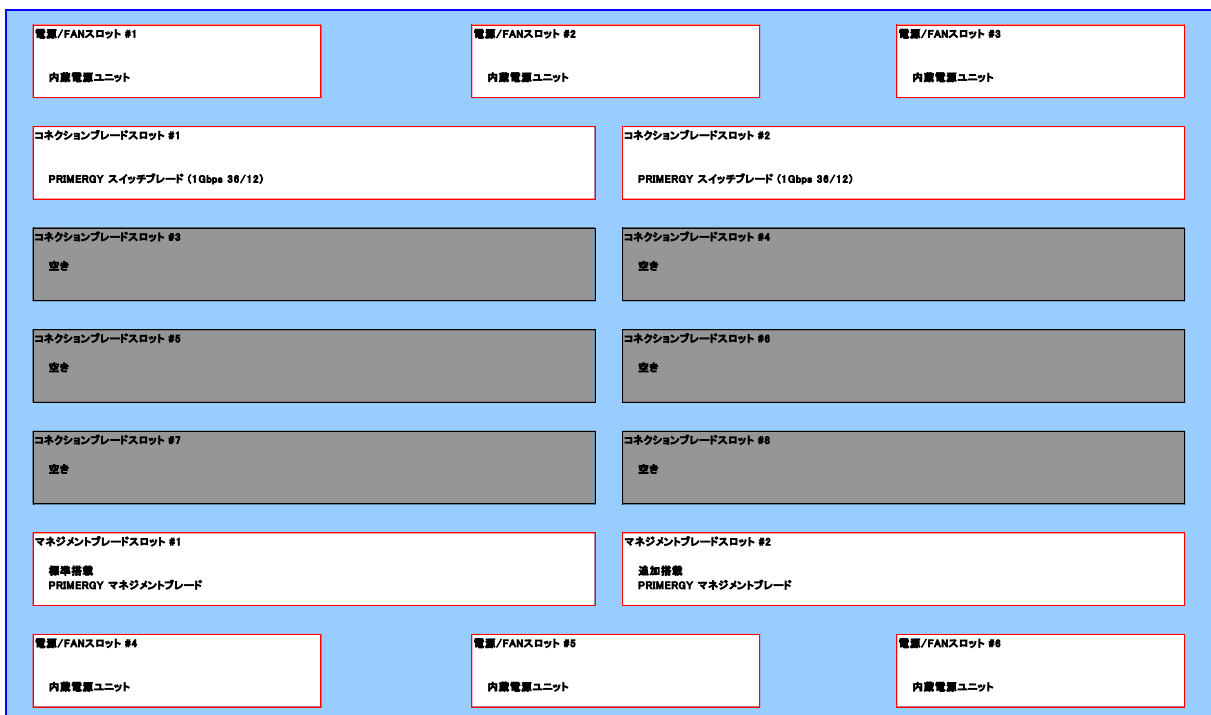 電源/FANスロット #1
内蔵電源ユニット
電源/FANスロット #2
内蔵電源ユニット
電源/FANスロット #3
内蔵電源ユニット
コネクションブレードスロット #1
PRIMERGY スイッチブレード (1Gbps 36/12)
コネクションブレードスロット #2
PRIMERGY スイッチブレード (1Gbps 36/12)
コネクションブレードスロット #3
空き
コネクションブレードスロット #4
空き
コネクションブレードスロット #5
空き
コネクションブレードスロット #6
空き
コネクションブレードスロット #7
空き
コネクションブレードスロット #8
空き
マネジメントブレードスロット #1
標準搭載
PRIMERGY マネジメントブレード
マネジメントブレードスロット #2
追加搭載
PRIMERGY マネジメントブレード
電源/FANスロット #4
内蔵電源ユニット
電源/FANスロット #5
内蔵電源ユニット
電源/FANスロット #6
内蔵電源ユニット